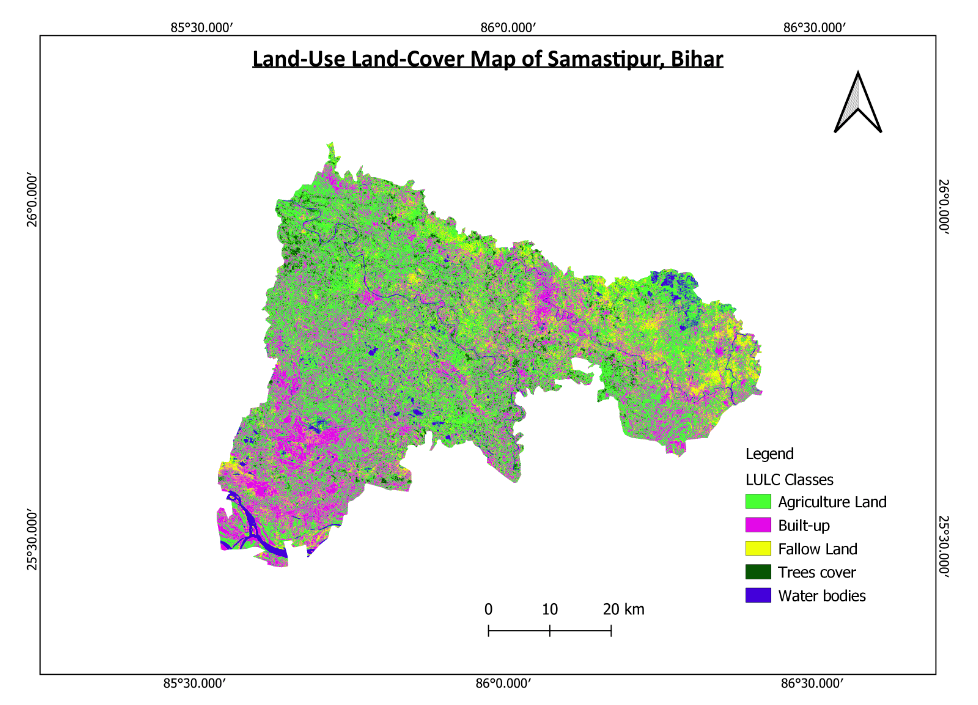 85°30.000′ 86°0.000′ 86°30.000′
Land-Use Land-Cover Map of Samastipur, Bihar
26°0.000′ 26°0.000′
Legend
LULC Classes
Agriculture Land
Built-up
Fallow Land
Trees cover
Water bodies
25°30.000′ 25°30.000′
0 10 20 km
85°30.000′ 86°0.000′ 86°30.000′